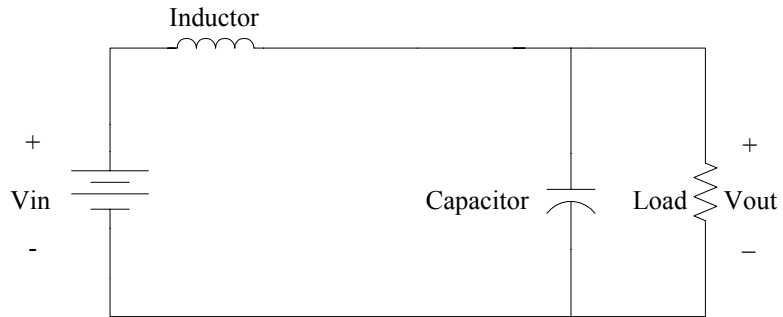 Inductor
+
Vin
-
Capacitor
Load
+
Vout
–